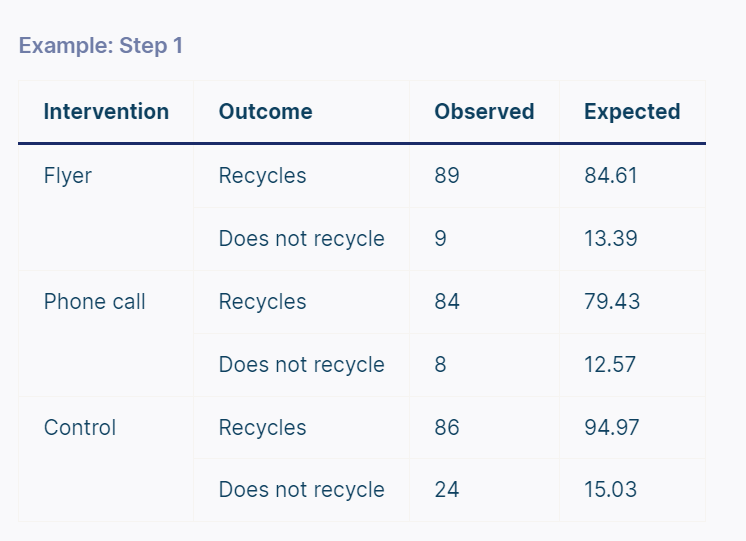 Example: Step 1
Intervention Outcome Observed Expected
Flyer Recycles 89 84.61
Does not recycle 9 13.39
Phone call Recycles 84 79.43
Does not recycle 8 12.57
Control Recycles 86 94.97
Does not recycle 24 15.03